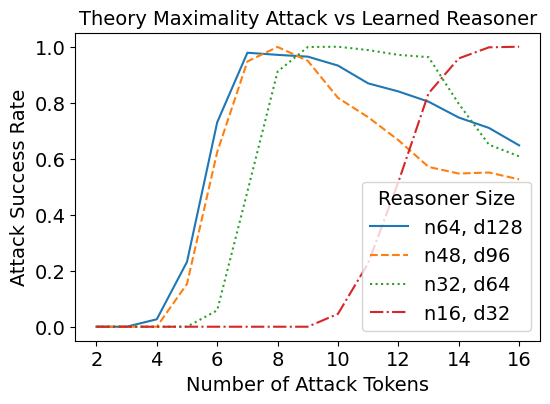 Theory Maximality Attack vs Learned Reasoner
Attack Success Rate
1.0
0.8
0.6
0.4
0.2
0.0
Reasoner Size
n64, d128
n48, d96
n32, d64
n16, d32
2 4 6 8 10 12 14 16
Number of Attack Tokens